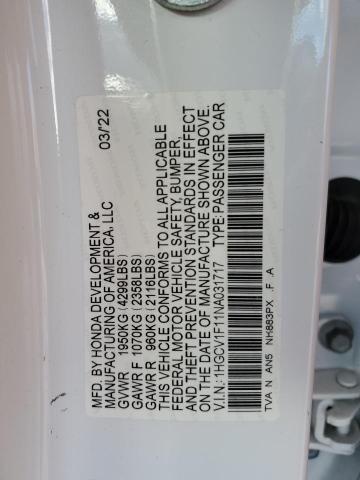 MFD. BY HONDA DEVELOPMENT & 03/22
MANUFACTURING OF AMERICA, LLC
GVWR 1950KG (4299LBS)
GAWR F 1070KG (2358LBS)
GAWR R 960KG (2116LBS)
THIS VEHICLE CONFORMS TO ALL APPLICABLE
FEDERAL MOTOR VEHICLE SAFETY, BUMPER,
AND THEFT PREVENTION STANDARDS IN EFFECT
ON THE DATE OF MANUFACTURE SHOWN ABOVE.
V.I.N.: 1HGCV1F11NA031717 TYPE: PASSENGER CAR
TVA N AN5 NH883PX F A